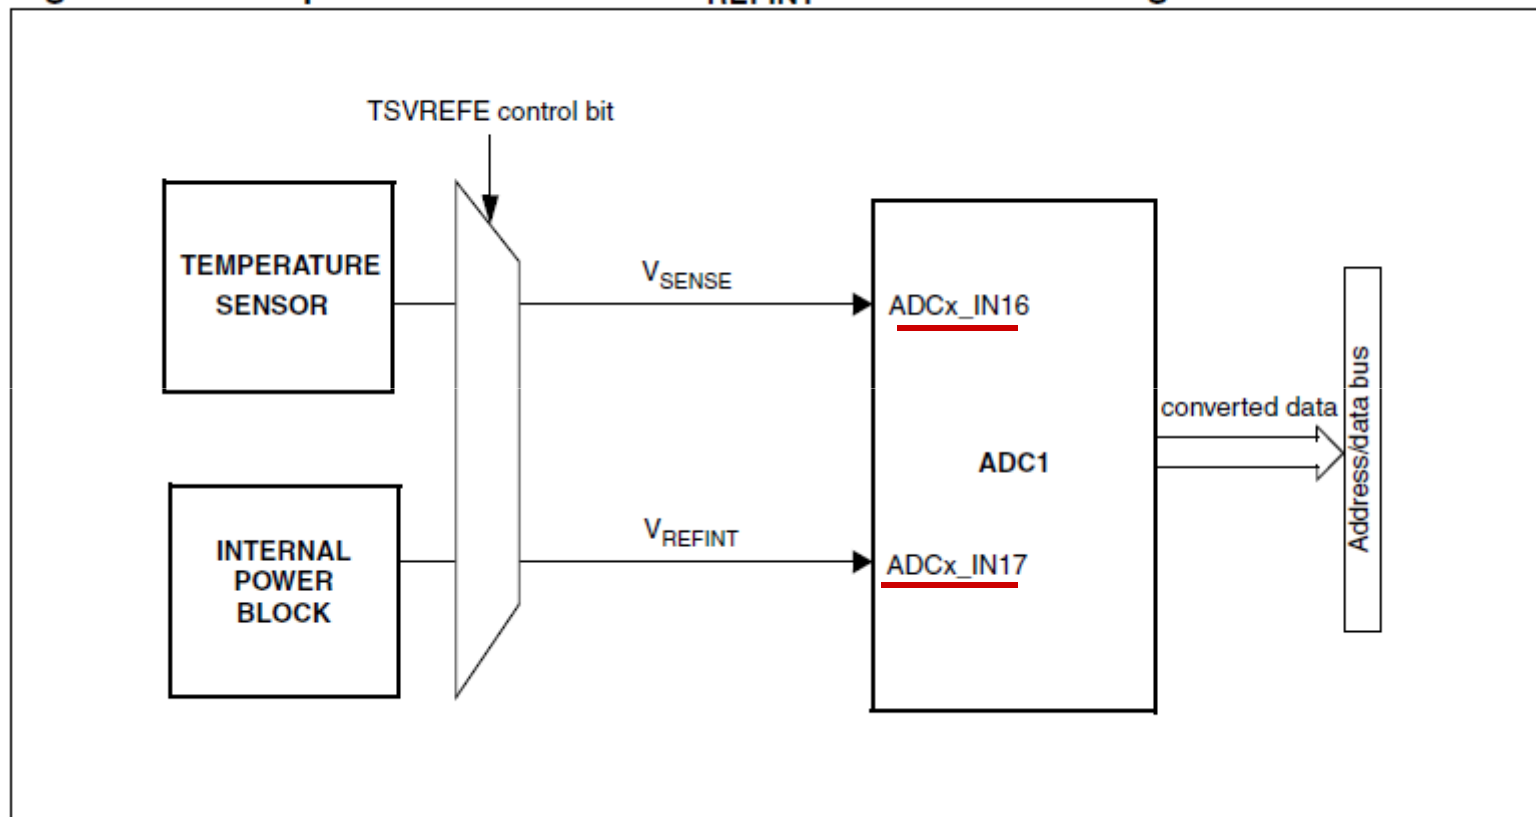 TSVREFE control bit
TEMPERATURE
SENSOR
VSENSE
ADCx_IN16
converted data
Address/data bus
ADC1
INTERNAL
POWER
BLOCK
VREFINT
ADCx_IN17